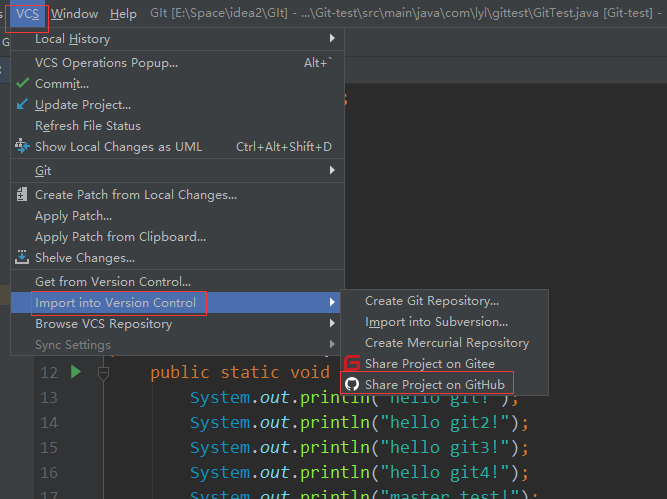 VCS Window Help GIt [E:\Space\idea2\GIt] - ...\Git-test\src\main\java\com\lyl\gittest\GitTest.java [Git-test] -
Local History
VCS Operations Popup... Alt+`
Commit...
Update Project...
Refresh File Status
Show Local Changes as UML Ctrl+Alt+Shift+D
Git
Create Patch from Local Changes...
Apply Patch...
Apply Patch from Clipboard...
Shelve Changes...
Get from Version Control...
Import into Version Control
Browse VCS Repository
Sync Settings
Create Git Repository...
Import into Subversion...
Create Mercurial Repository
Share Project on Gitee
Share Project on GitHub
12 public static void
13 System.out.println("hello git!");
14 System.out.println("hello git2!");
15 System.out.println("hello git3!");
16 System.out.println("hello git4!");
17 System.out.println("master test!");